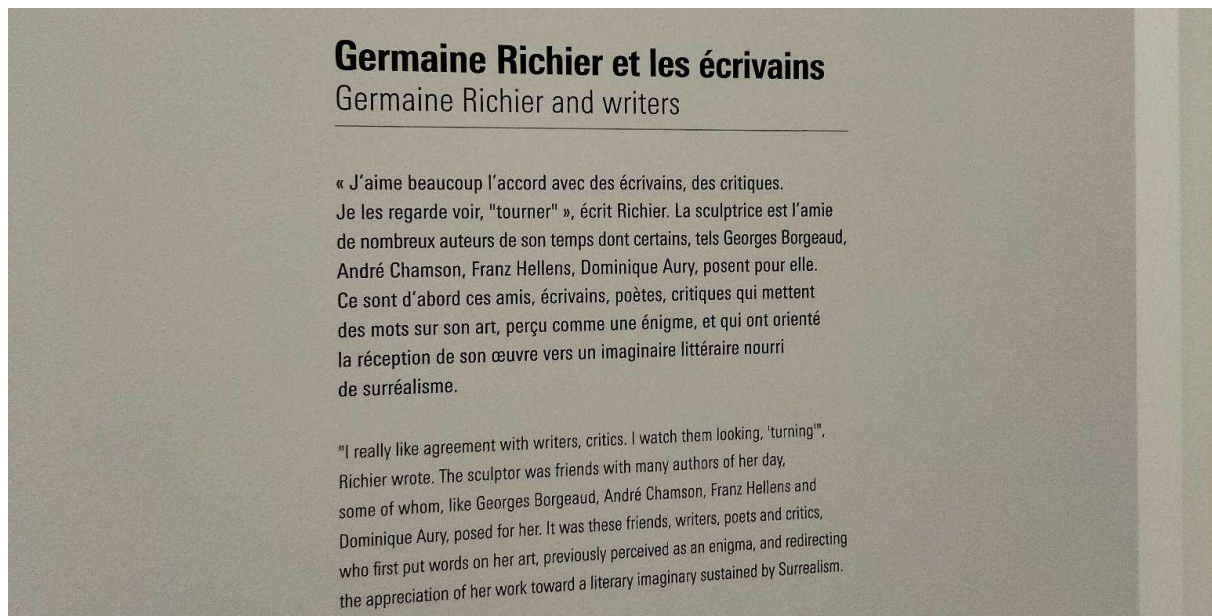 Germaine Richier et les écrivains
Germaine Richier and writers
« J'aime beaucoup l'accord avec des écrivains, des critiques.
Je les regarde voir, "tourner" », écrit Richier. La sculptrice est l'amie
de nombreux auteurs de son temps dont certains, tels Georges Borgeaud,
André Chamson, Franz Hellens, Dominique Aury, posent pour elle.
Ce sont d'abord ces amis, écrivains, poètes, critiques qui mettent
des mots sur son art, perçu comme une énigme, et qui ont orienté
la réception de son œuvre vers un imaginaire littéraire nourri
de surréalisme.
"I really like agreement with writers, critics. I watch them looking, 'turning'",
Richier wrote. The sculptor was friends with many authors of her day,
some of whom, like Georges Borgeaud, André Chamson, Franz Hellens and
Dominique Aury, posed for her. It was these friends, writers, poets and critics,
who first put words on her art, previously perceived as an enigma, and redirecting
the appreciation of her work toward a literary imaginary sustained by Surrealism.